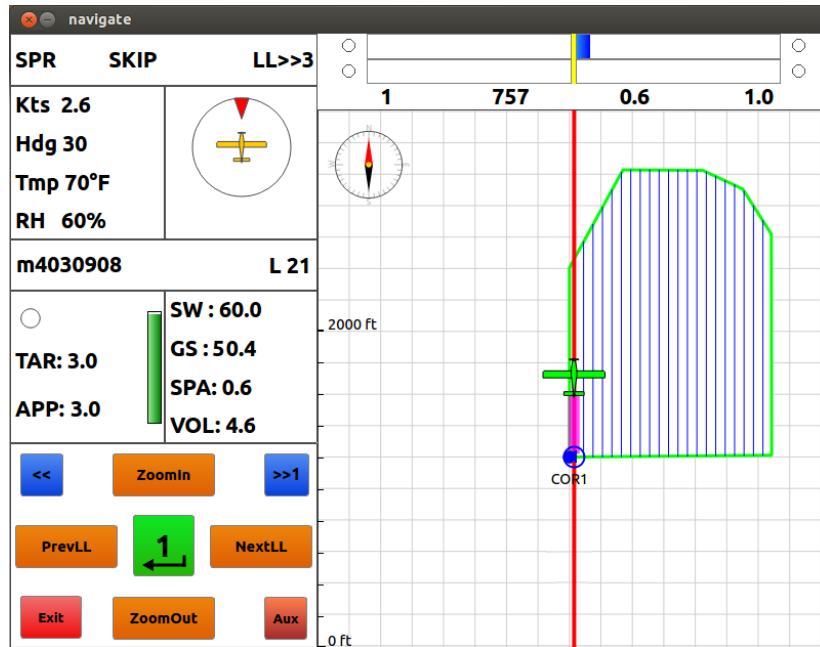 navigate
SPR SKIP LL>>3
Kts 2.6
Hdg 30
Tmp 70°F
RH 60%
m4030908 L 21
TAR: 3.0
APP: 3.0
SW : 60.0
GS : 50.4
SPA: 0.6
VOL: 4.6
<< ZoomIn >>1
PrevLL 1 NextLL
Exit ZoomOut Aux
1 757 0.6 1.0
N
W E
S
2000 ft
COR1
0 ft